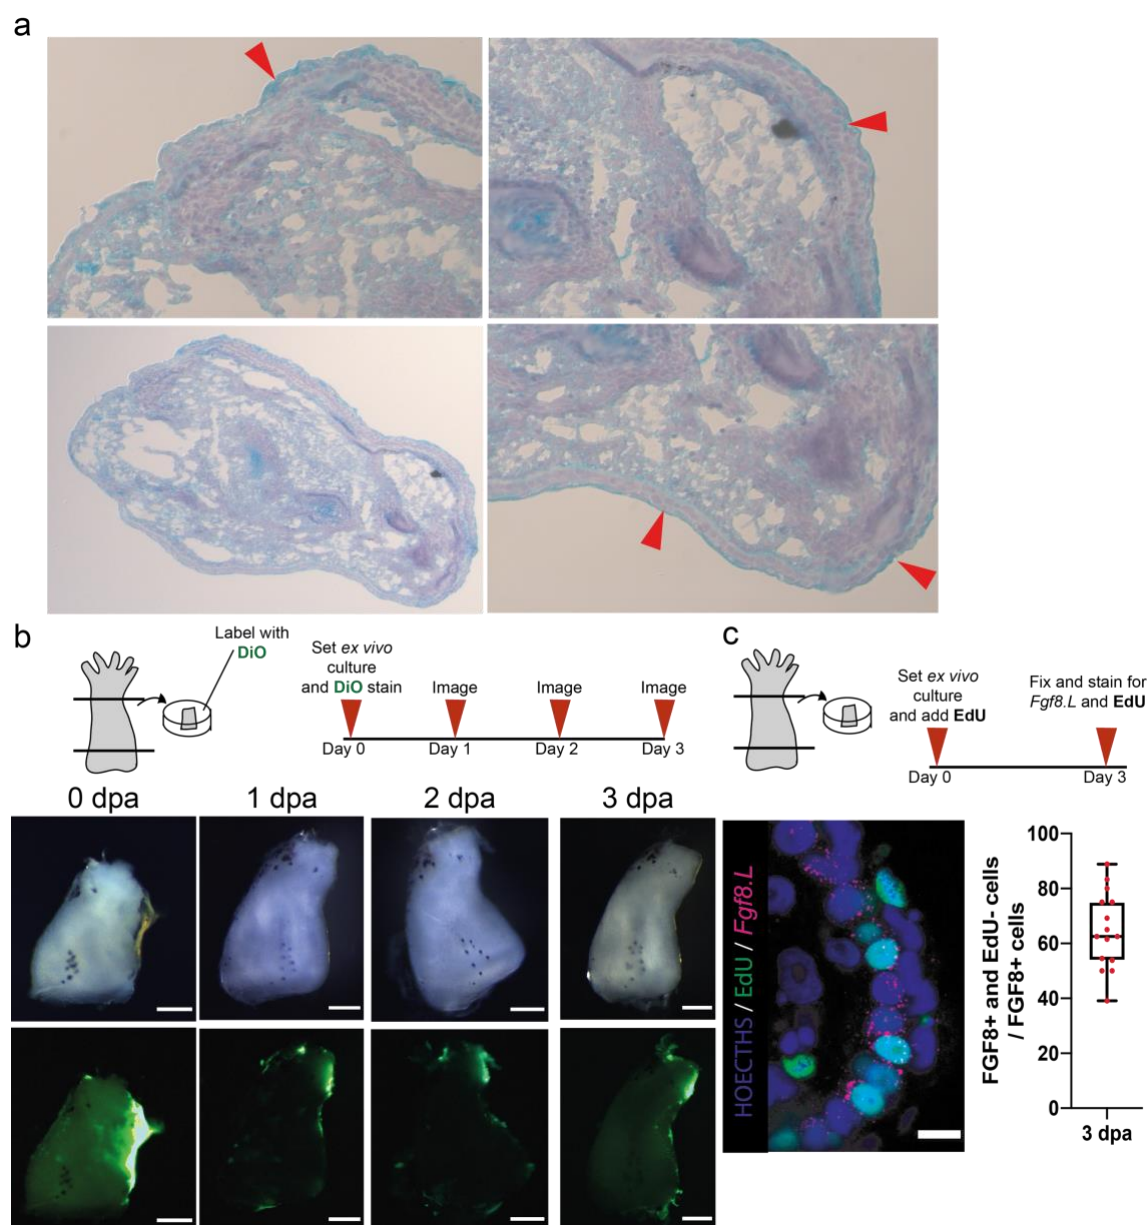 a
b
Label with
DiO
Set ex vivo
culture
and DiO stain
Image
Image
Image
Day 0
Day 1
Day 2
Day 3
0 dpa
1 dpa
2 dpa
3 dpa
c
Set ex vivo
culture
and add EdU
Fix and stain for
Fgf8.L and EdU
Day 0
Day 3
HOECTHS / EdU / Fgf8.L
FGF8+ and EdU- cells
/ FGF8+ cells
100
80
60
40
20
0
3 dpa